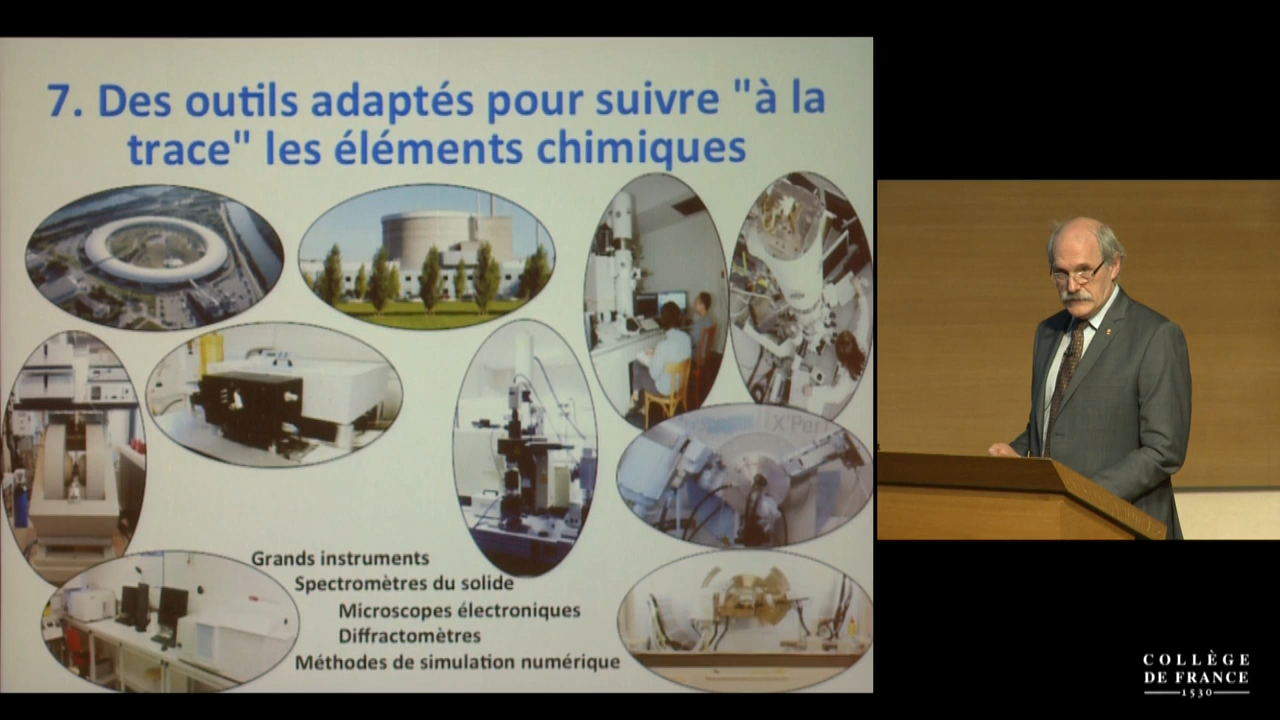 7. Des outils adaptés pour suivre "à la
trace" les éléments chimiques
X'Per
Grands instruments
Spectromètres du solide
Microscopes électroniques
Diffractomètres
Méthodes de simulation numérique
COLLÈGE
DE FRANCE
1530